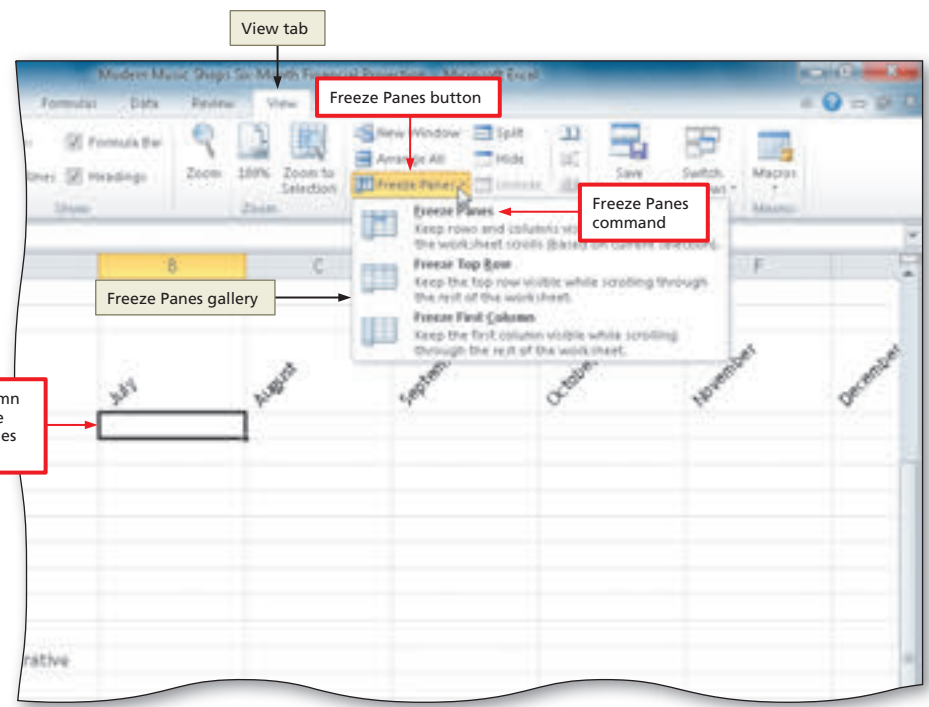 View tab
Modern Music Shops Six-Month Financial Projection - Microsoft Excel
Formulas Data Review View
Freeze Panes button
Formula Bar
Headings
Zoom 100% Zoom to Selection
New Window
Arrange All
Freeze Panes
Split
Hide
Unhide
Save
Switch
Macros
Show
Zoom
Macros
Freeze Panes
Keep rows and columns
the worksheet scrolls (based on current selection).
Freeze Panes
command
Freeze Top Row
Keep the top row visible while scrolling through
the rest of the worksheet.
Freeze First Column
Keep the first column visible while scrolling
through the rest of the worksheet.
Freeze Panes gallery
B C F
July August October November December
mn
e
es
rative